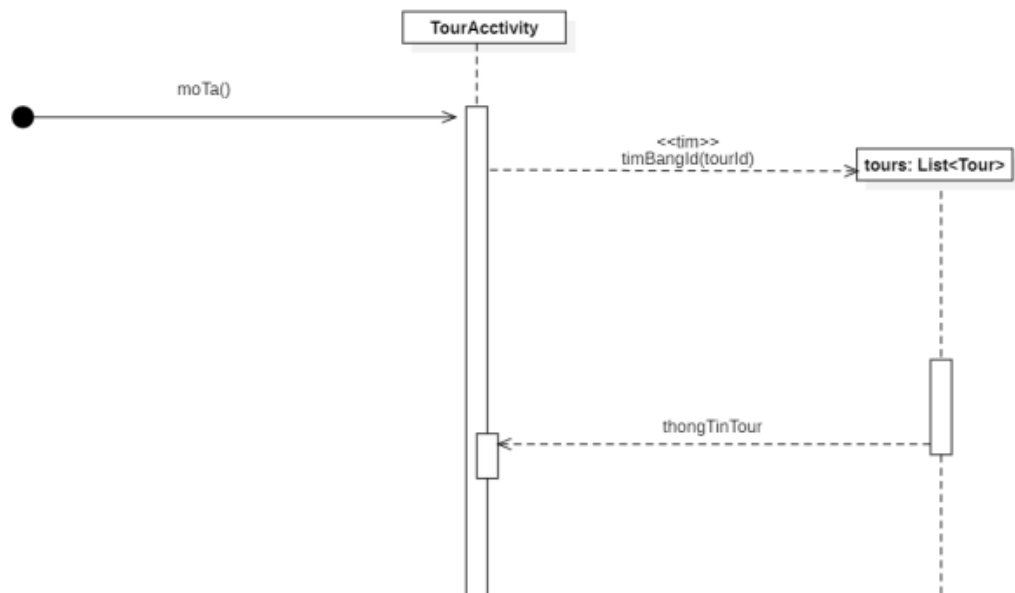 TourAcctivity
moTa()
<<tim>>
timBangId(tourId)
tours: List<Tour>
thongTinTour